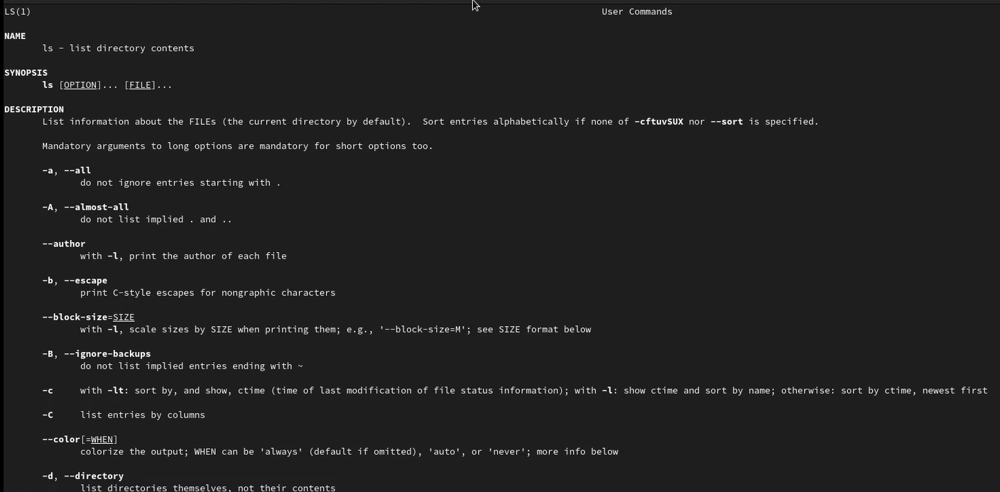 LS(1) User Commands
NAME
ls - list directory contents
SYNOPSIS
ls [OPTION]... [FILE]...
DESCRIPTION
List information about the FILEs (the current directory by default).  Sort entries alphabetically if none of -cftuvSUX nor --sort is specified.
Mandatory arguments to long options are mandatory for short options too.
-a, --all
do not ignore entries starting with .
-A, --almost-all
do not list implied . and ..
--author
with -l, print the author of each file
-b, --escape
print C-style escapes for nongraphic characters
--block-size=SIZE
with -l, scale sizes by SIZE when printing them; e.g., '--block-size=M'; see SIZE format below
-B, --ignore-backups
do not list implied entries ending with ~
-c with -lt: sort by, and show, ctime (time of last modification of file status information); with -l: show ctime and sort by name; otherwise: sort by ctime, newest first
-C list entries by columns
--color[=WHEN]
colorize the output; WHEN can be 'always' (default if omitted), 'auto', or 'never'; more info below
-d, --directory
list directories themselves, not their contents